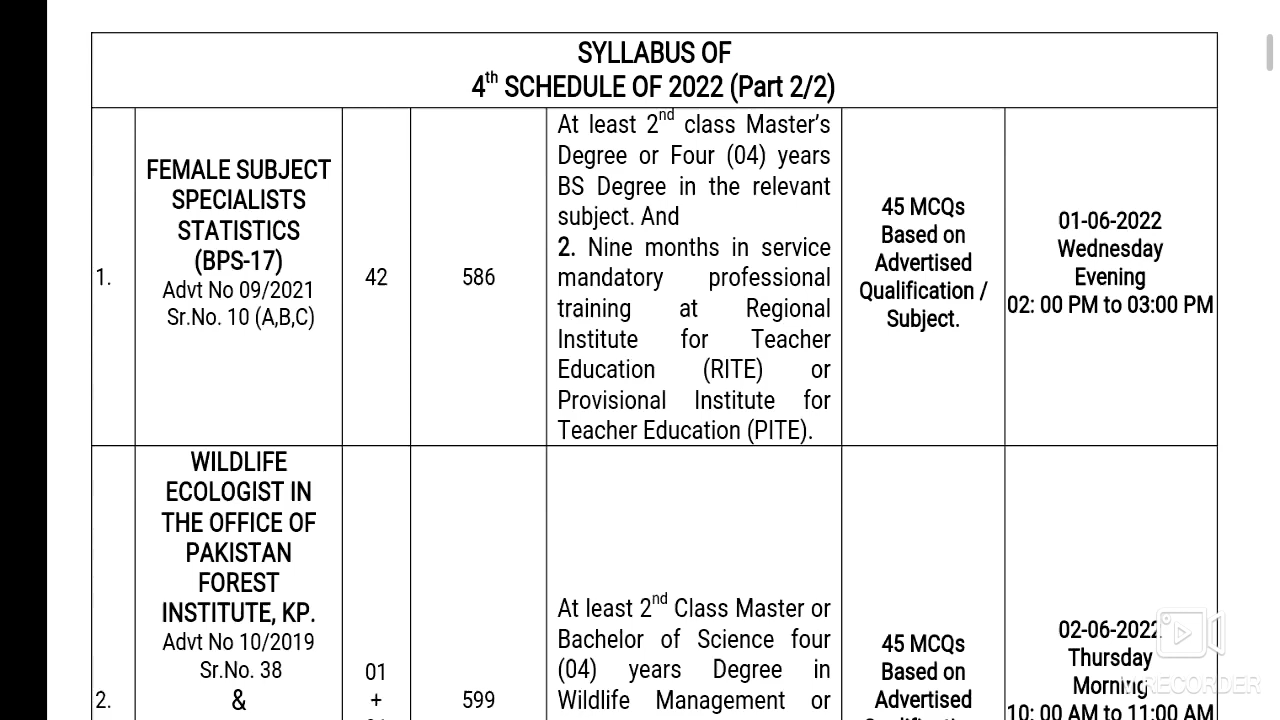 SYLLABUS OF
4th SCHEDULE OF 2022 (Part 2/2)
1.
FEMALE SUBJECT
SPECIALISTS
STATISTICS
(BPS-17)
Advt No 09/2021
Sr.No. 10 (A,B,C)
42
586
At least 2nd class Master's
Degree or Four (04) years
BS Degree in the relevant
subject. And
2. Nine months in service
mandatory professional
training at Regional
Institute for Teacher
Education (RITE) or
Provisional Institute for
Teacher Education (PITE).
45 MCQs
Based on
Advertised
Qualification /
Subject.
01-06-2022
Wednesday
Evening
02: 00 PM to 03:00 PM
2.
WILDLIFE
ECOLOGIST IN
THE OFFICE OF
PAKISTAN
FOREST
INSTITUTE, KP.
Advt No 10/2019
Sr.No. 38
&
01
+
599
At least 2nd Class Master or
Bachelor of Science four
(04) years Degree in
Wildlife Management or
45 MCQs
Based on
Advertised
02-06-2022
Thursday
Morning
10: 00 AM to 11:00 AM
V RECORDER